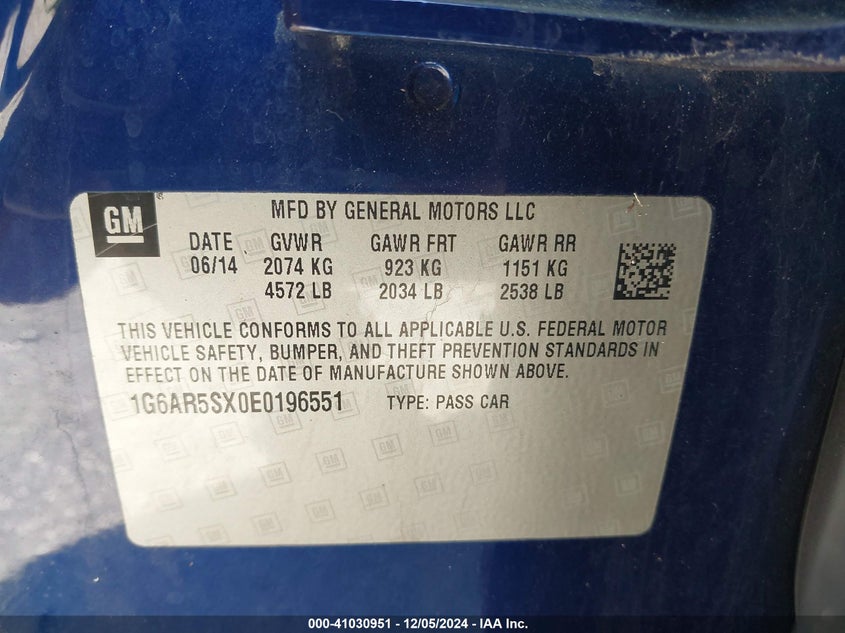 GM
MFD BY GENERAL MOTORS LLC
DATE GVWR GAWR FRT GAWR RR
06/14 2074 KG 923 KG 1151 KG
4572 LB 2034 LB 2538 LB
THIS VEHICLE CONFORMS TO ALL APPLICABLE U.S. FEDERAL MOTOR
VEHICLE SAFETY, BUMPER, AND THEFT PREVENTION STANDARDS IN
EFFECT ON THE DATE OF MANUFACTURE SHOWN ABOVE.
1G6AR5SX0E0196551 TYPE: PASS CAR
000-41030951 - 12/05/2024 - IAA Inc.